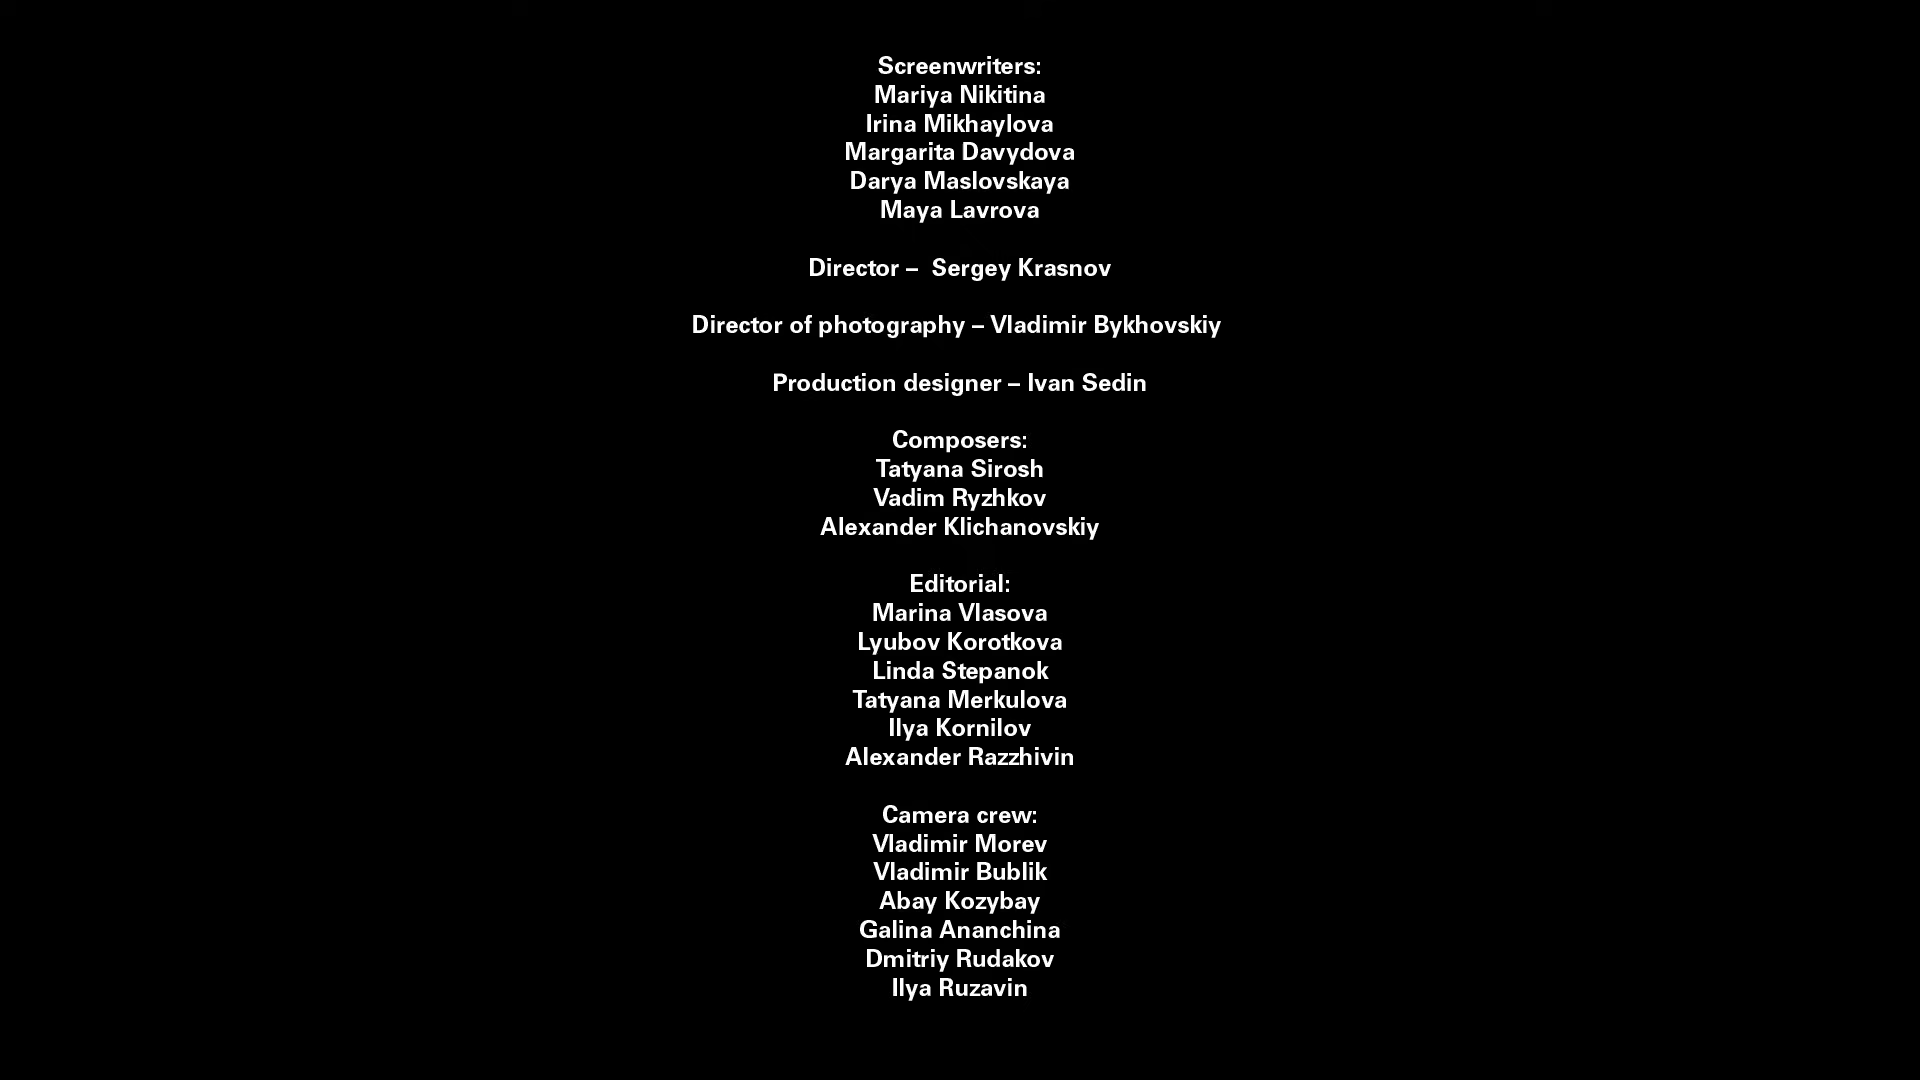 Screenwriters:
Mariya Nikitina
Irina Mikhaylova
Margarita Davydova
Darya Maslovskaya
Maya Lavrova
Director –  Sergey Krasnov
Director of photography – Vladimir Bykhovskiy
Production designer – Ivan Sedin
Composers:
Tatyana Sirosh
Vadim Ryzhkov
Alexander Klichanovskiy
Editorial:
Marina Vlasova
Lyubov Korotkova
Linda Stepanok
Tatyana Merkulova
Ilya Kornilov
Alexander Razzhivin
Camera crew:
Vladimir Morev
Vladimir Bublik
Abay Kozybay
Galina Ananchina
Dmitriy Rudakov
Ilya Ruzavin